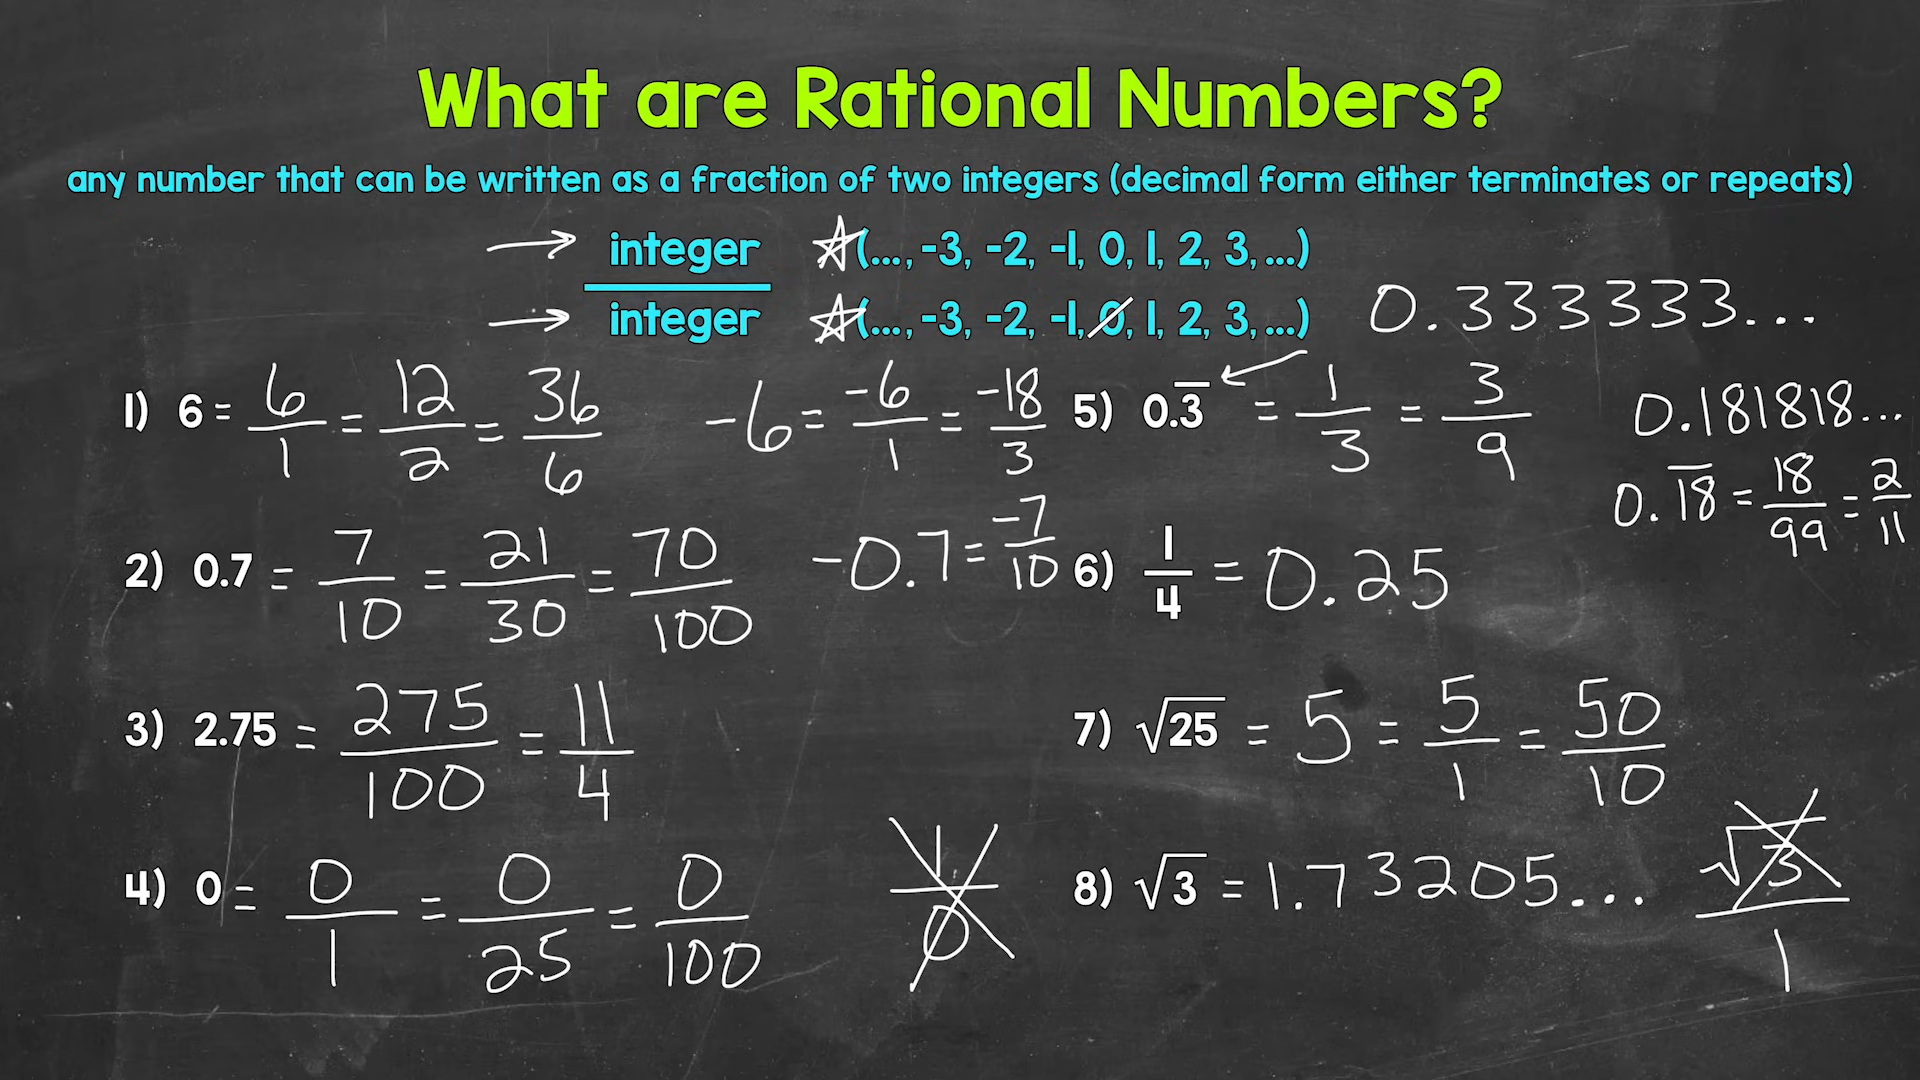 What are Rational Numbers?
any number that can be written as a fraction of two integers (decimal form either terminates or repeats)
→ integer ☆ (..., -3, -2, -1, 0, 1, 2, 3, ...)
→ integer ☆ (..., -3, -2, -1, 0, 1, 2, 3, ...)
0.333333...
1) 6 = 6/1 = 12/2 = 36/6
-6 = -6/1 = -18/3
2) 0.7 = 7/10 = 21/30 = 70/100
-0.7 = -7/10
3) 2.75 = 275/100 = 11/4
4) 0 = 0/1 = 0/25 = 0/100
1/0
5) 0.3̅ = 1/3 = 3/9
0.181818...
0.1̅8̅ = 18/99 = 2/11
6) 1/4 = 0.25
7) √25 = 5 = 5/1 = 50/10
8) √3 = 1.73205...
√3/1